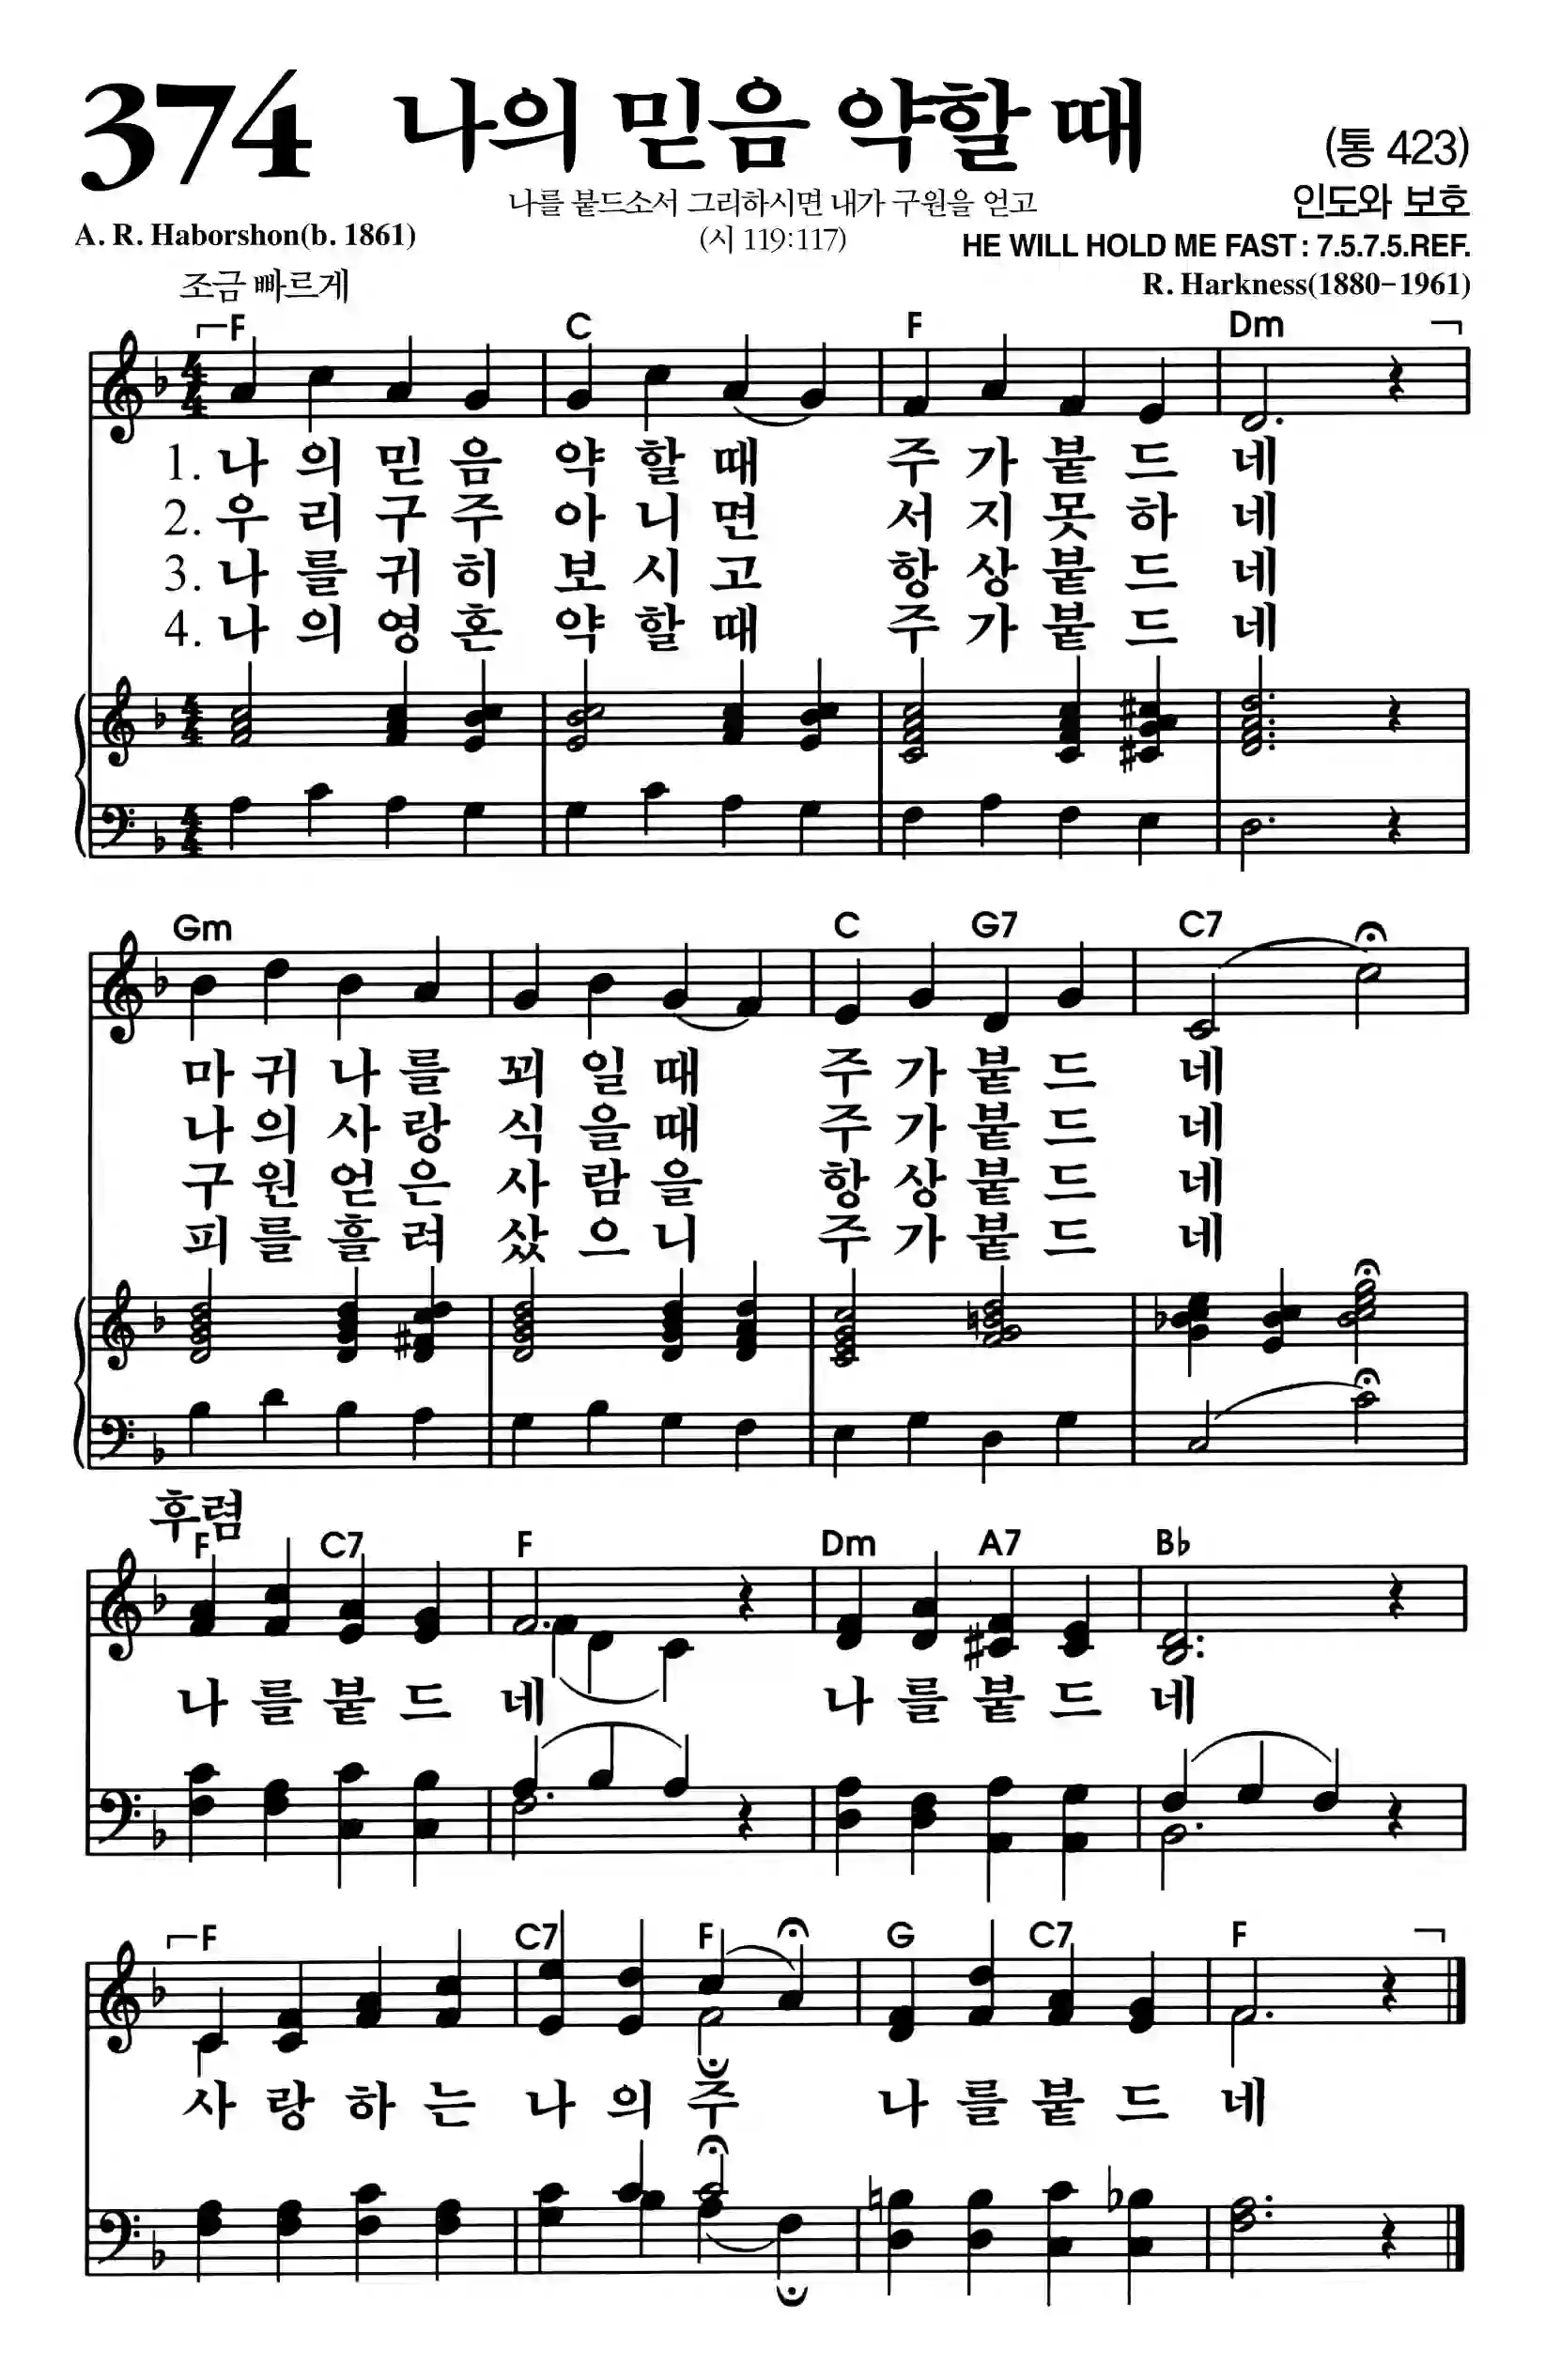 374 나의 믿음 약할 때 (통 423)
나를 붙드소서 그리하시면 내가 구원을 얻고 인도와 보호
A. R. Haborshon(b. 1861) (시 119:117) HE WILL HOLD ME FAST : 7.5.7.5.REF.
조금 빠르게 R. Harkness(1880-1961)
F C F Dm
1. 나 의 믿 음 약 할 때 주 가 붙 드 네
2. 우 리 구 주 아 니 면 서 지 못 하 네
3. 나 를 귀 히 보 시 고 항 상 붙 드 네
4. 나 의 영 혼 약 할 때 주 가 붙 드 네
Gm C G7 C7
마 귀 나 를 꾀 일 때 주 가 붙 드 네
나 의 사 랑 식 을 때 주 가 붙 드 네
구 원 얻 은 사 람 을 항 상 붙 드 네
피 를 흘 려 샀 으 니 주 가 붙 드 네
후렴
F C7 F Dm A7 B♭
나 를 붙 드 네 나 를 붙 드 네
F C7 F G C7 F
사 랑 하 는 나 의 주 나 를 붙 드 네